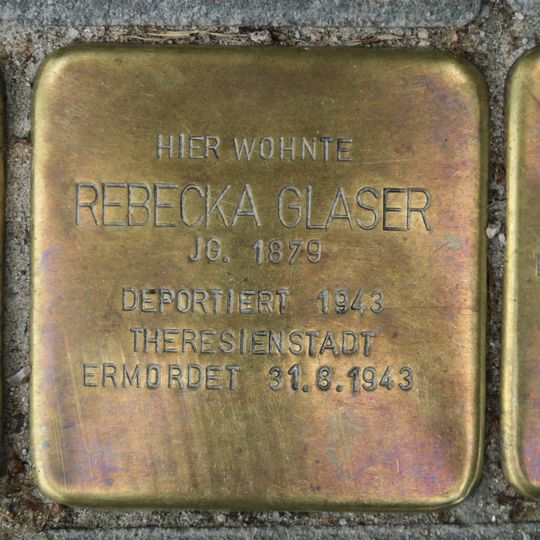 HIER WOHNTE
REBECKA GLASER
JG. 1879
DEPORTIERT 1943
THERESIENSTADT
ERMORDET 31.8.1943